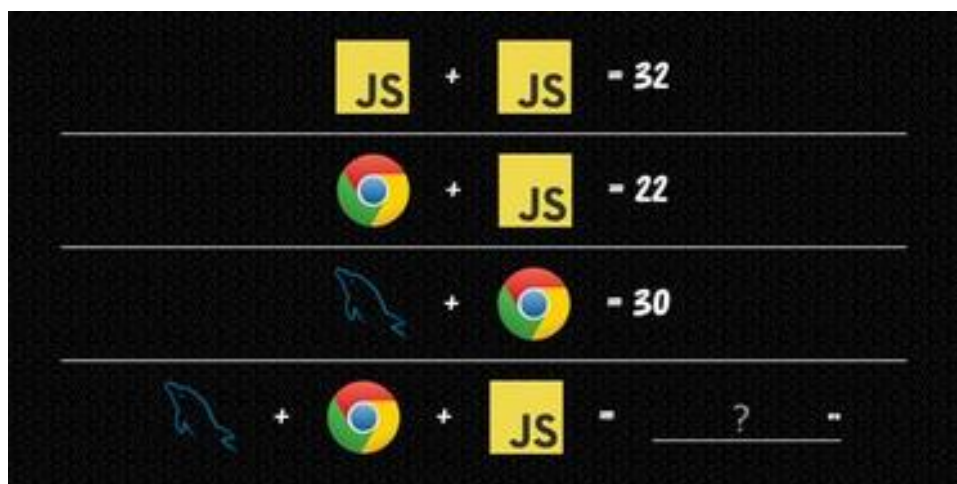 JS + JS = 32
+ JS = 22
+ = 30
+ + JS = ?